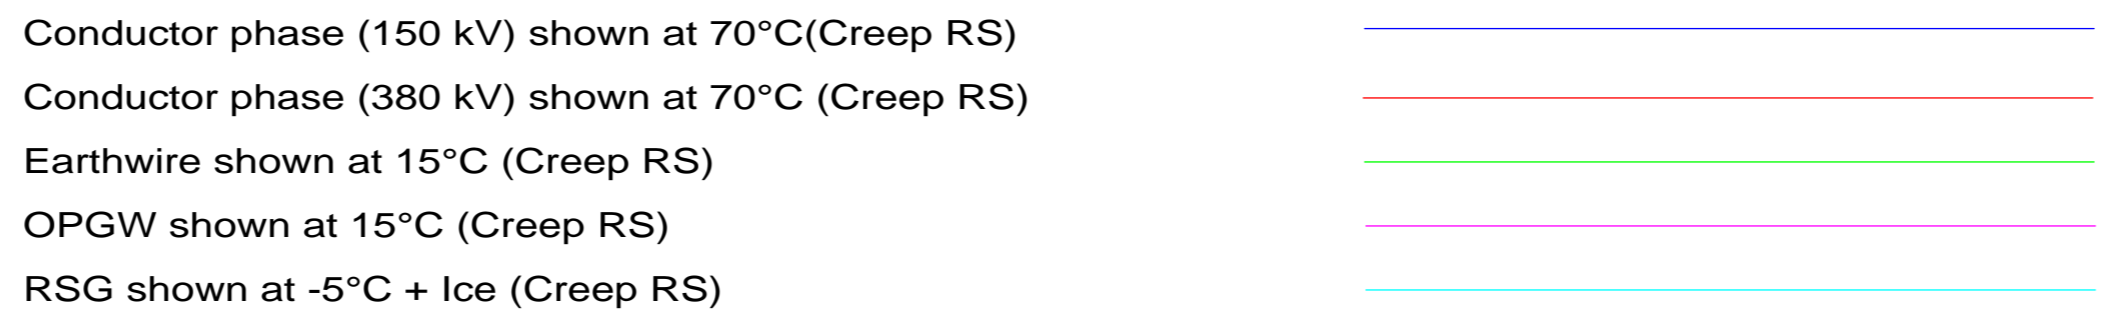 Conductor phase (150 kV) shown at 70°C(Creep RS)
Conductor phase (380 kV) shown at 70°C (Creep RS)
Earthwire shown at 15°C (Creep RS)
OPGW shown at 15°C (Creep RS)
RSG shown at -5°C + Ice (Creep RS)